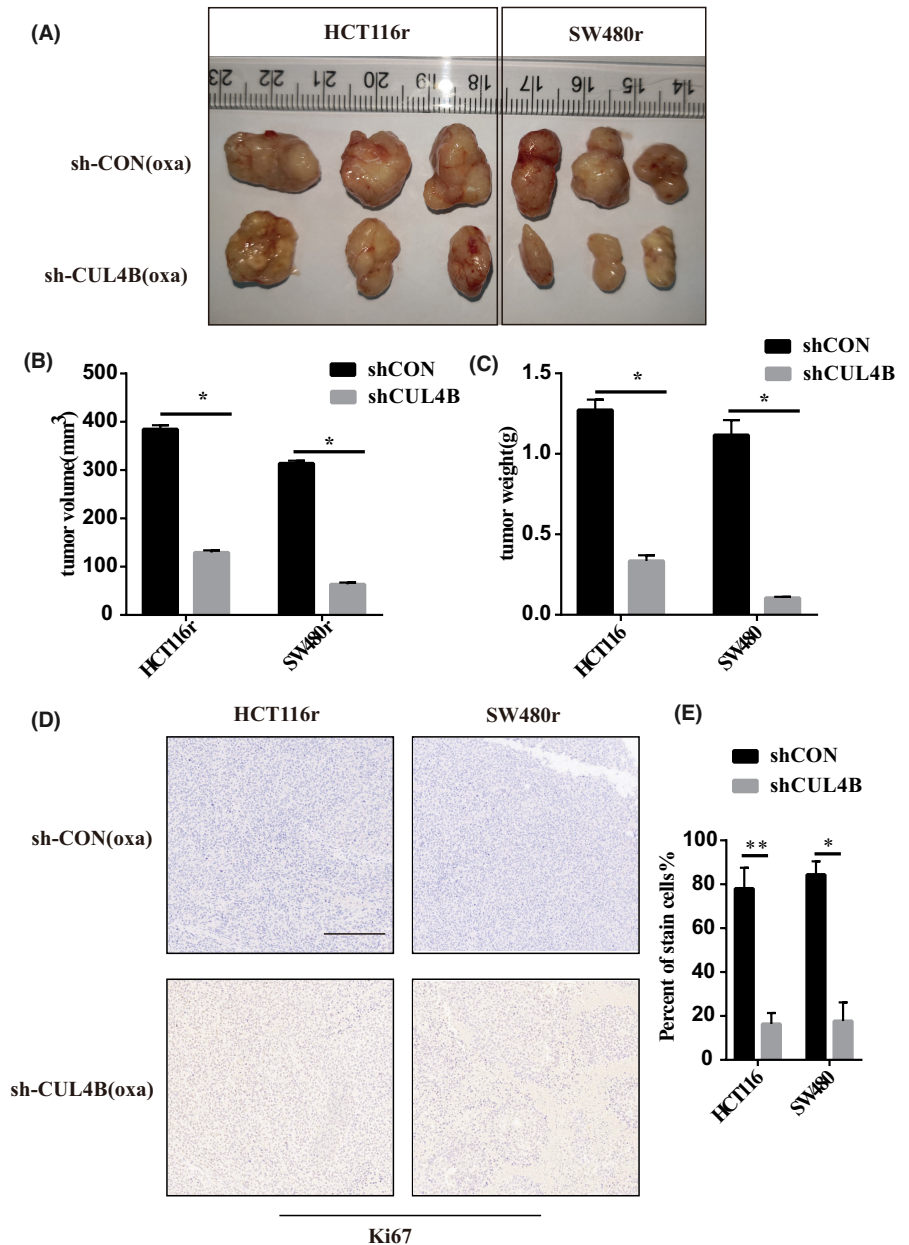 (A)
HCT116r
SW480r
23 22 21 20 19 18 17 16 15 14
sh-CON(oxa)
sh-CUL4B(oxa)
(B)
shCON
shCUL4B
tumor volume(mm³)
500
400
300
200
100
0
*
*
HCT116r
SW480r
(C)
shCON
shCUL4B
tumor weight(g)
1.5
1.0
0.5
0.0
*
*
HCT116
SW480
(D)
HCT116r
SW480r
sh-CON(oxa)
sh-CUL4B(oxa)
Ki67
(E)
shCON
shCUL4B
Percent of stain cells%
100
80
60
40
20
0
**
*
HCT116
SW480